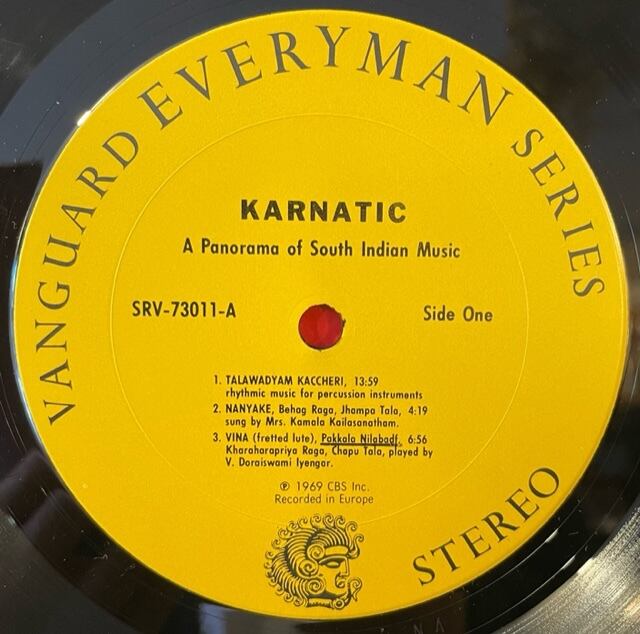 VANGUARD EVERYMAN SERIES
KARNATIC
A Panorama of South Indian Music
SRV-73011-A
Side One
1. TALAWADYAM KACCHERI, 13:59
rhythmic music for percussion instruments
2. NANYAKE, Behag Raga, Jhampa Tala, 4:19
sung by Mrs. Kamala Kailasanatham.
3. VINA (fretted lute), Pakkala Nilabadf, 6:56
Kharaharapriya Raga, Chapu Tala, played by
V. Doraiswami Iyengar.
℗ 1969 CBS Inc.
Recorded in Europe
STEREO